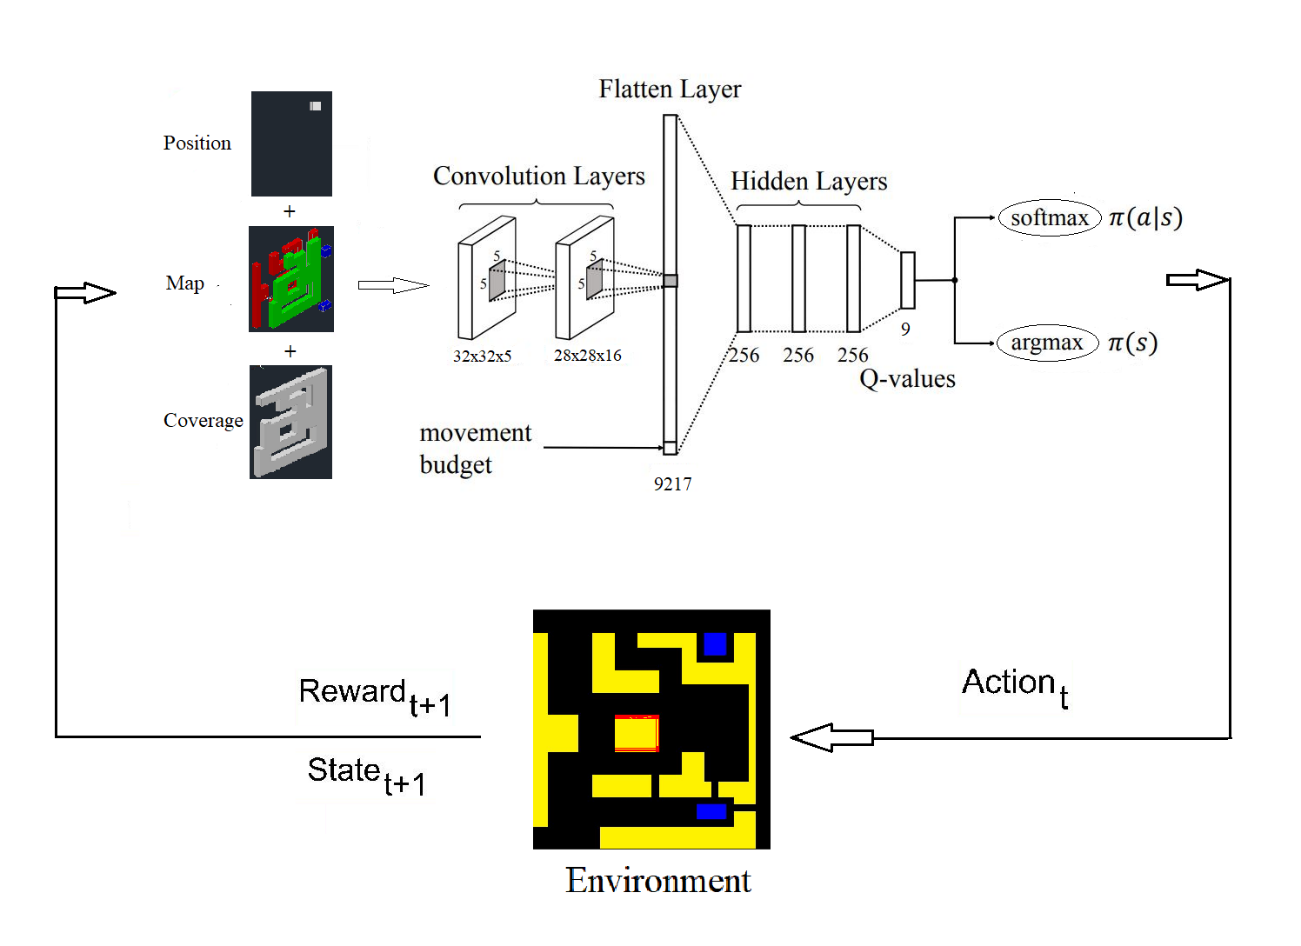 Flatten Layer
Position
+
Convolution Layers
Hidden Layers
softmax π(a|s)
Map
5
5
5
5
+
32x32x5
28x28x16
256
256
256
9
argmax π(s)
Q-values
Coverage
movement
budget
9217
Reward t+1
State t+1
Action t
Environment